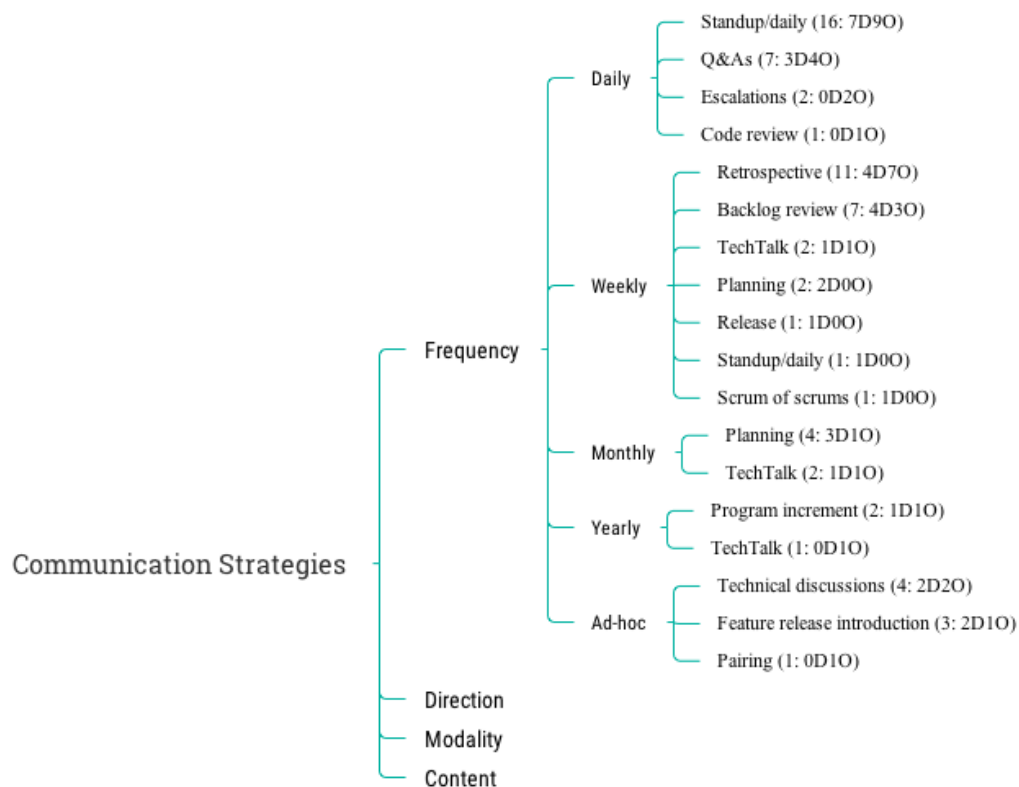 Communication Strategies
Frequency
Daily
Standup/daily (16: 7D9O)
Q&As (7: 3D4O)
Escalations (2: 0D2O)
Code review (1: 0D1O)
Weekly
Retrospective (11: 4D7O)
Backlog review (7: 4D3O)
TechTalk (2: 1D1O)
Planning (2: 2D0O)
Release (1: 1D0O)
Standup/daily (1: 1D0O)
Scrum of scrums (1: 1D0O)
Monthly
Planning (4: 3D1O)
TechTalk (2: 1D1O)
Yearly
Program increment (2: 1D1O)
TechTalk (1: 0D1O)
Ad-hoc
Technical discussions (4: 2D2O)
Feature release introduction (3: 2D1O)
Pairing (1: 0D1O)
Direction
Modality
Content